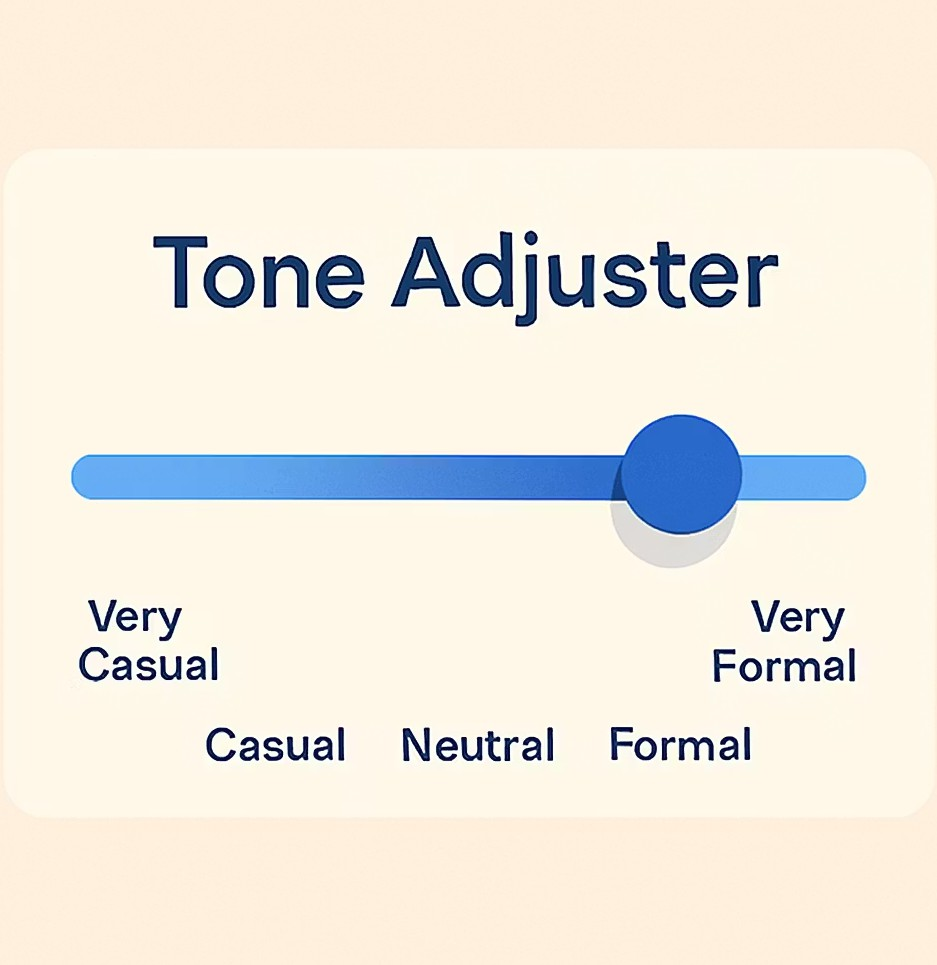 Tone Adjuster
Very Casual
Very Formal
Casual Neutral Formal